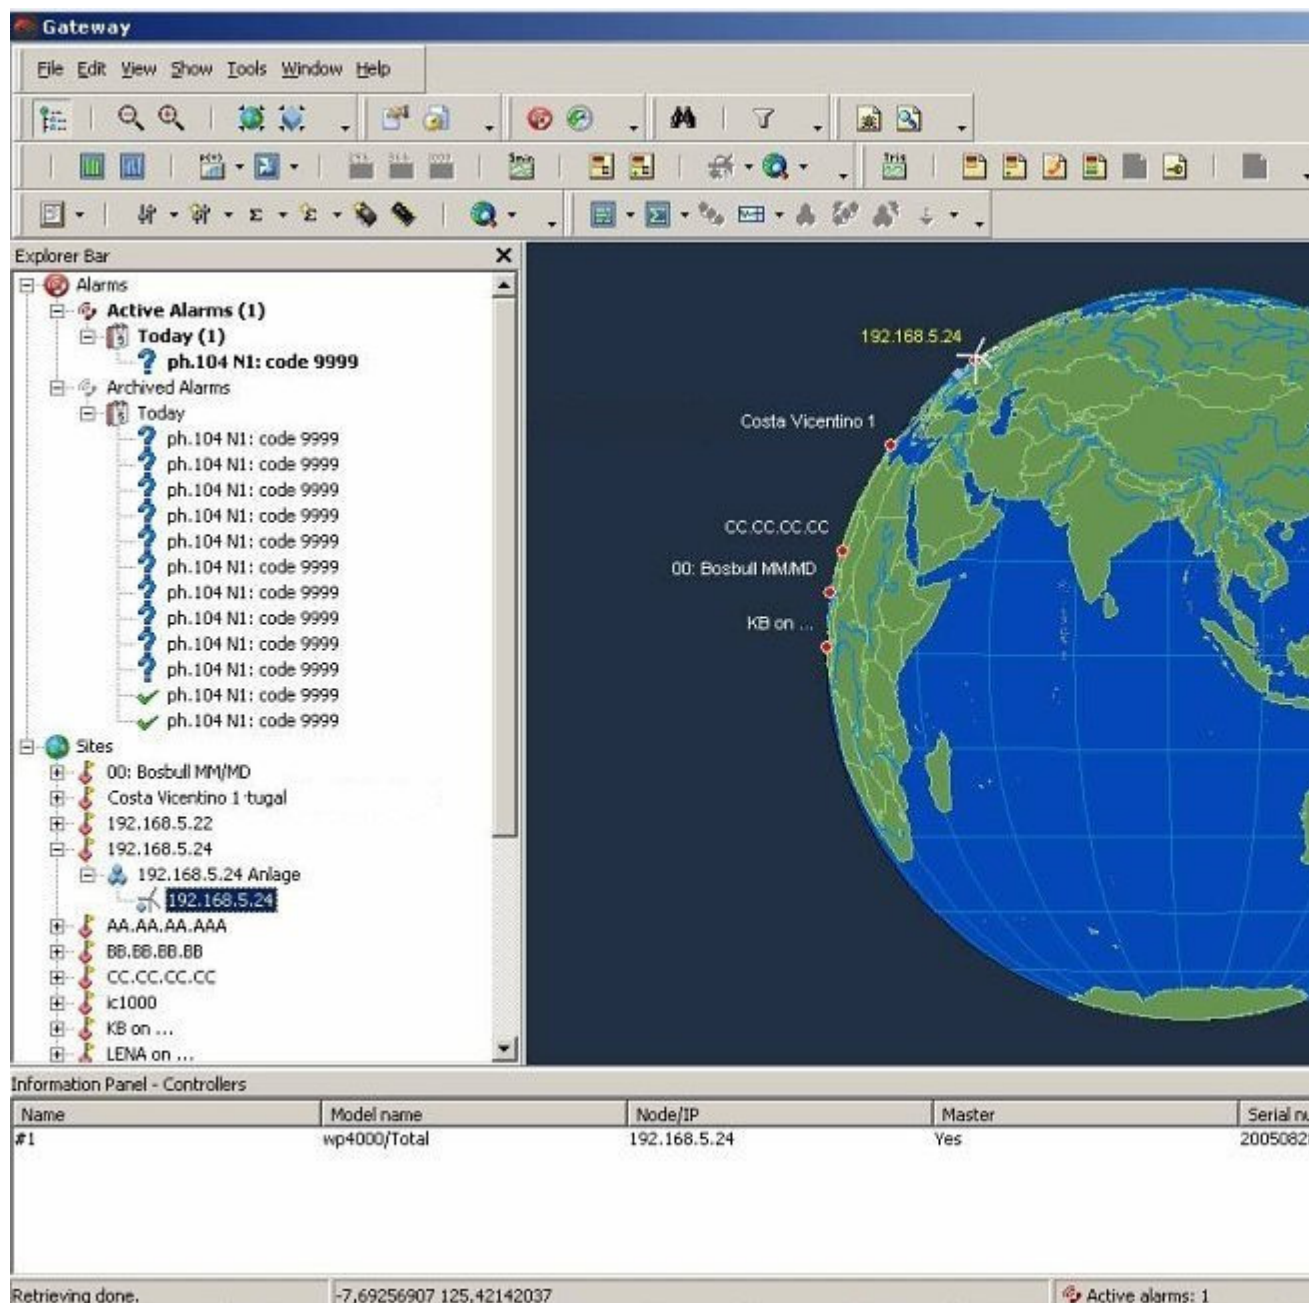 Gateway
File Edit View Show Tools Window Help
Explorer Bar
Alarms
Active Alarms (1)
Today (1)
ph.104 N1: code 9999
Archived Alarms
Today
ph.104 N1: code 9999
ph.104 N1: code 9999
ph.104 N1: code 9999
ph.104 N1: code 9999
ph.104 N1: code 9999
ph.104 N1: code 9999
ph.104 N1: code 9999
ph.104 N1: code 9999
ph.104 N1: code 9999
ph.104 N1: code 9999
ph.104 N1: code 9999
ph.104 N1: code 9999
Sites
00: Bosbull MM/MD
Costa Vicentino 1 tugal
192.168.5.22
192.168.5.24
192.168.5.24 Anlage
192.168.5.24
AA.AA.AA.AAA
BB.BB.BB.BB
CC.CC.CC.CC
ic1000
KB on ...
LENA on ...
192.168.5.24
Costa Vicentino 1
CC.CC.CC.CC
00: Bosbull MM/MD
KB on ...
Information Panel - Controllers
Name Model name Node/IP Master Serial nu
#1 wp4000/Total 192.168.5.24 Yes 2005082
Retrieving done. -7,69256907 125,42142037 Active alarms: 1